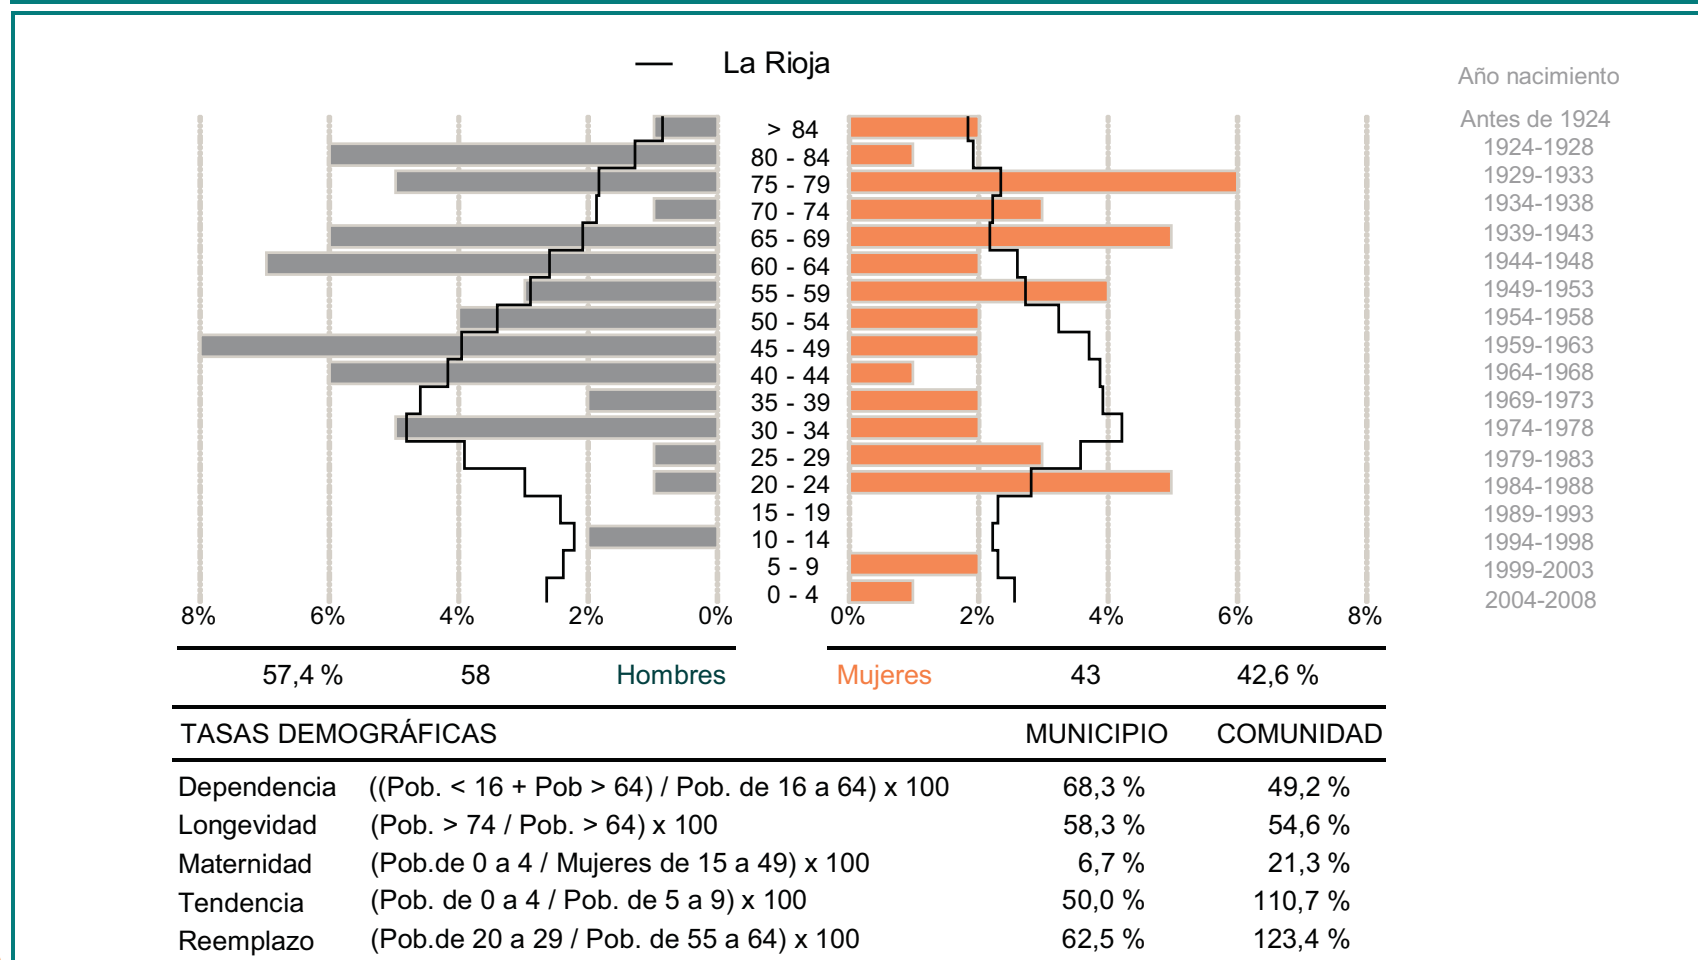 La Rioja
Año nacimiento
> 84 Antes de 1924
80 - 84 1924-1928
75 - 79 1929-1933
70 - 74 1934-1938
65 - 69 1939-1943
60 - 64 1944-1948
55 - 59 1949-1953
50 - 54 1954-1958
45 - 49 1959-1963
40 - 44 1964-1968
35 - 39 1969-1973
30 - 34 1974-1978
25 - 29 1979-1983
20 - 24 1984-1988
15 - 19 1989-1993
10 - 14 1994-1998
5 - 9 1999-2003
0 - 4 2004-2008
8% 6% 4% 2% 0% 0% 2% 4% 6% 8%
57,4 % 58 Hombres Mujeres 43 42,6 %
TASAS DEMOGRÁFICAS MUNICIPIO COMUNIDAD
Dependencia ((Pob. < 16 + Pob > 64) / Pob. de 16 a 64) x 100 68,3 % 49,2 %
Longevidad (Pob. > 74 / Pob. > 64) x 100 58,3 % 54,6 %
Maternidad (Pob.de 0 a 4 / Mujeres de 15 a 49) x 100 6,7 % 21,3 %
Tendencia (Pob. de 0 a 4 / Pob. de 5 a 9) x 100 50,0 % 110,7 %
Reemplazo (Pob.de 20 a 29 / Pob. de 55 a 64) x 100 62,5 % 123,4 %